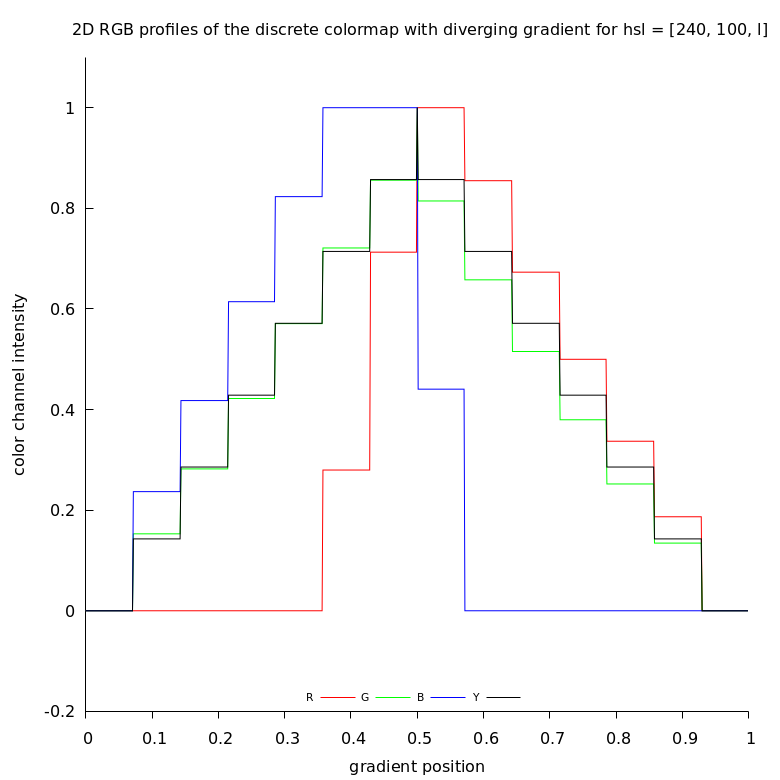 2D RGB profiles of the discrete colormap with diverging gradient for hsl = [240, 100, l]
1
0.8
0.6
0.4
0.2
0
-0.2
color channel intensity
R G B Y
0 0.1 0.2 0.3 0.4 0.5 0.6 0.7 0.8 0.9 1
gradient position